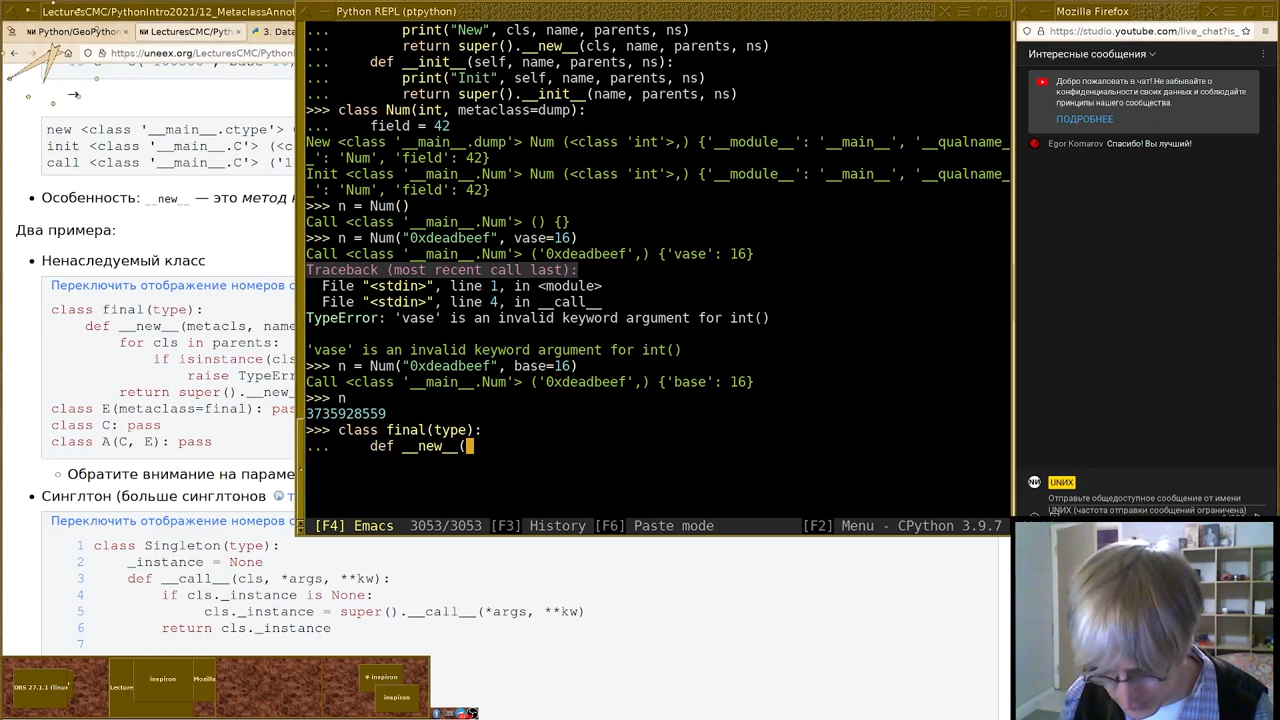 LecturesCMC/PythonIntro2021/12_MetaclassAnnot
Python/GeoPython
LecturesCMC/Pyth
3. Data
https://uneex.org/LecturesCMC/
→
new <class '__main__.ctype'> (
init <class '__main__.C'> (<c
call <class '__main__.C'> ('1
Особенность: __new__ — это метод к
Два примера:
Ненаследуемый класс
Переключить отображение номеров с
class final(type):
def __new__(metacls, name
for cls in parents:
if isinstance(cls
raise TypeErr
return super().__new_
class E(metaclass=final): pas
class C: pass
class A(C, E): pass
Обратите внимание на параме
Синглтон (больше синглтонов т
Переключить отображение номеров с
1 class Singleton(type):
2 _instance = None
3 def __call__(cls, *args, **kw):
4 if cls._instance is None:
5 cls._instance = super().__call__(*args, **kw)
6 return cls._instance
7
Python REPL (ptpython)
... print("New", cls, name, parents, ns)
... return super().__new__(cls, name, parents, ns)
... def __init__(self, name, parents, ns):
... print("Init", self, name, parents, ns)
... return super().__init__(name, parents, ns)
>>> class Num(int, metaclass=dump):
... field = 42
New <class '__main__.dump'> Num (<class 'int'>,) {'__module__': '__main__', '__qualname_
_': 'Num', 'field': 42}
Init <class '__main__.Num'> Num (<class 'int'>,) {'__module__': '__main__', '__qualname_
_': 'Num', 'field': 42}
>>> n = Num()
Call <class '__main__.Num'> () {}
>>> n = Num("0xdeadbeef", vase=16)
Call <class '__main__.Num'> ('0xdeadbeef',) {'vase': 16}
Traceback (most recent call last):
File "<stdin>", line 1, in <module>
File "<stdin>", line 4, in __call__
TypeError: 'vase' is an invalid keyword argument for int()
'vase' is an invalid keyword argument for int()
>>> n = Num("0xdeadbeef", base=16)
Call <class '__main__.Num'> ('0xdeadbeef',) {'base': 16}
>>> n
3735928559
>>> class final(type):
... def __new__(
[F4] Emacs 3053/3053 [F3] History [F6] Paste mode [F2] Menu - CPython 3.9.7
Mozilla Firefox
https://studio.youtube.com/live_chat?is_
Интересные сообщения
Добро пожаловать в чат! Не забывайте о
конфиденциальности своих данных и соблюдайте
принципы нашего сообщества.
ПОДРОБНЕЕ
Egor Komarov Спасибо! Вы лучший!
UNИX
Отправьте общедоступное сообщение от имени
UNИX (частота отправки сообщений ограничена)
DBS 27.1.1 (linux
Lecture
inspiron
Mozilla
# inspiron
inspiron